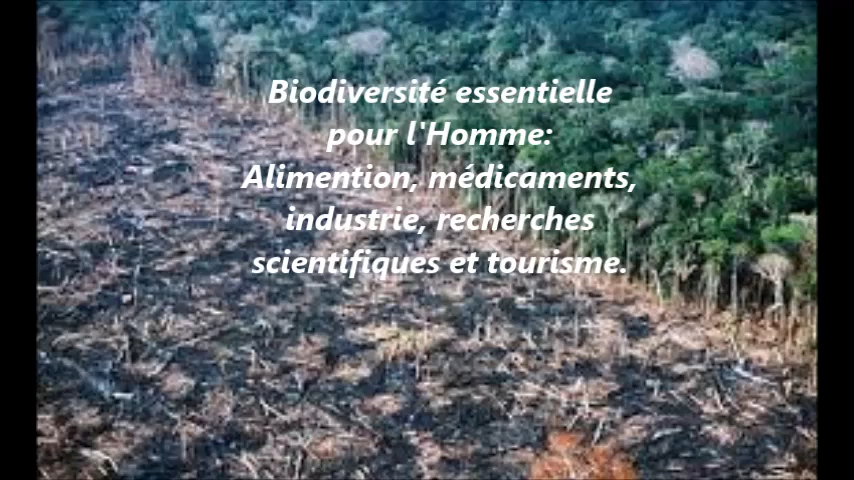 Biodiversité essentielle
pour l'Homme:
Alimention, médicaments,
industrie, recherches
scientifiques et tourisme.